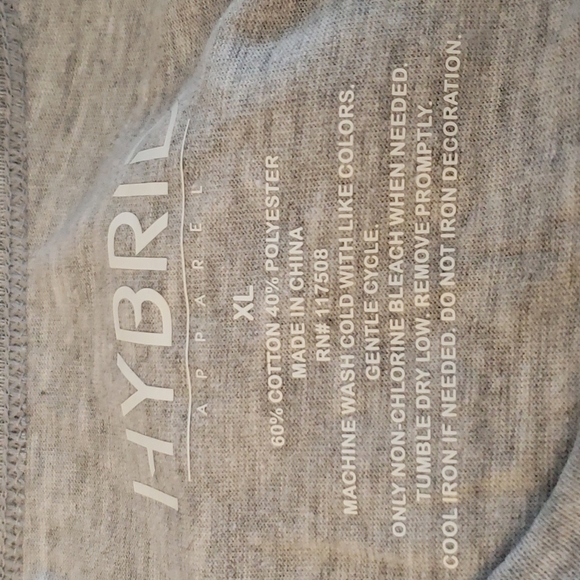 HYBRID
APPAREL
XL
60% COTTON 40% POLYESTER
MADE IN CHINA
RN# 117508
MACHINE WASH COLD WITH LIKE COLORS.
GENTLE CYCLE.
ONLY NON-CHLORINE BLEACH WHEN NEEDED.
TUMBLE DRY LOW. REMOVE PROMPTLY.
COOL IRON IF NEEDED. DO NOT IRON DECORATION.